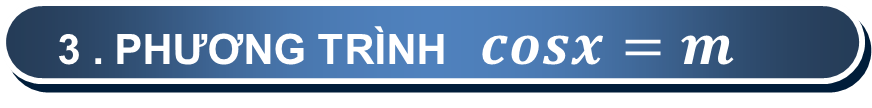 3 . PHƯƠNG TRÌNH cosx = m